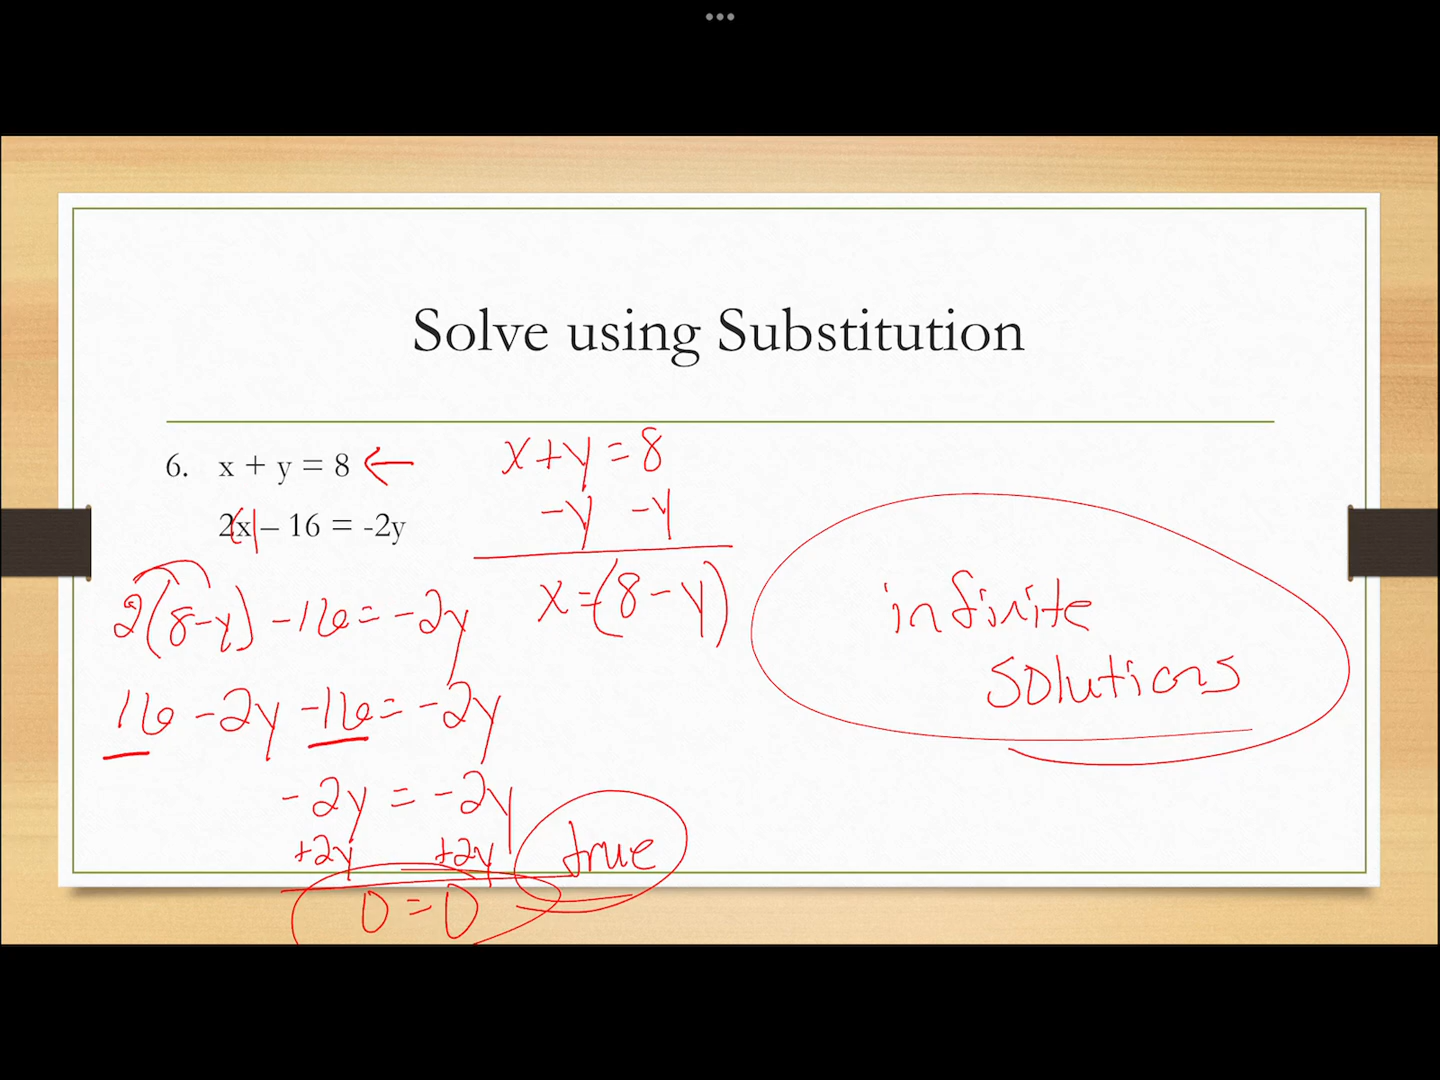 Solve using Substitution
6. x + y = 8
2x – 16 = -2y
x+y=8
-y -y
x=(8-y)
2(8-y)-16=-2y
16-2y-16=-2y
-2y=-2y
+2y +2y
0=0
true
infinite
solutions